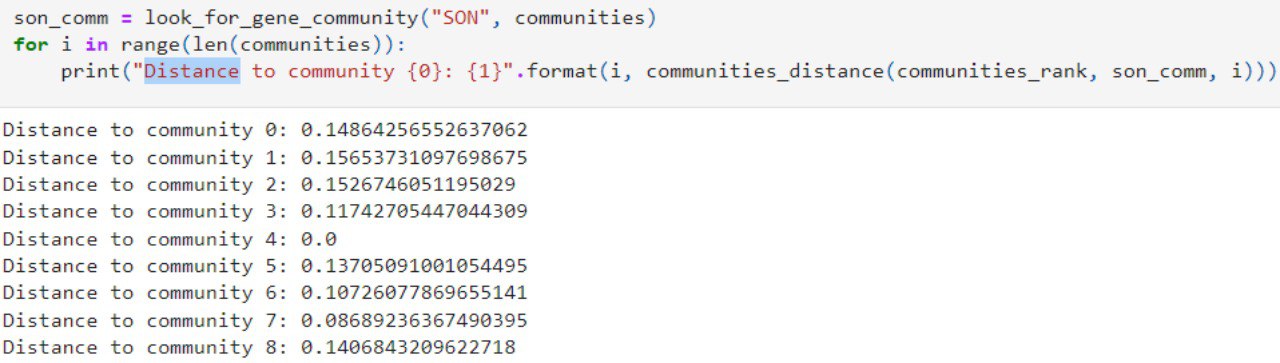 son_comm = look_for_gene_community("SON", communities)
for i in range(len(communities)):
    print("Distance to community {0}: {1}".format(i, communities_distance(communities_rank, son_comm, i)))
Distance to community 0: 0.14864256552637062
Distance to community 1: 0.15653731097698675
Distance to community 2: 0.1526746051195029
Distance to community 3: 0.11742705447044309
Distance to community 4: 0.0
Distance to community 5: 0.13705091001054495
Distance to community 6: 0.10726077869655141
Distance to community 7: 0.08689236367490395
Distance to community 8: 0.1406843209622718